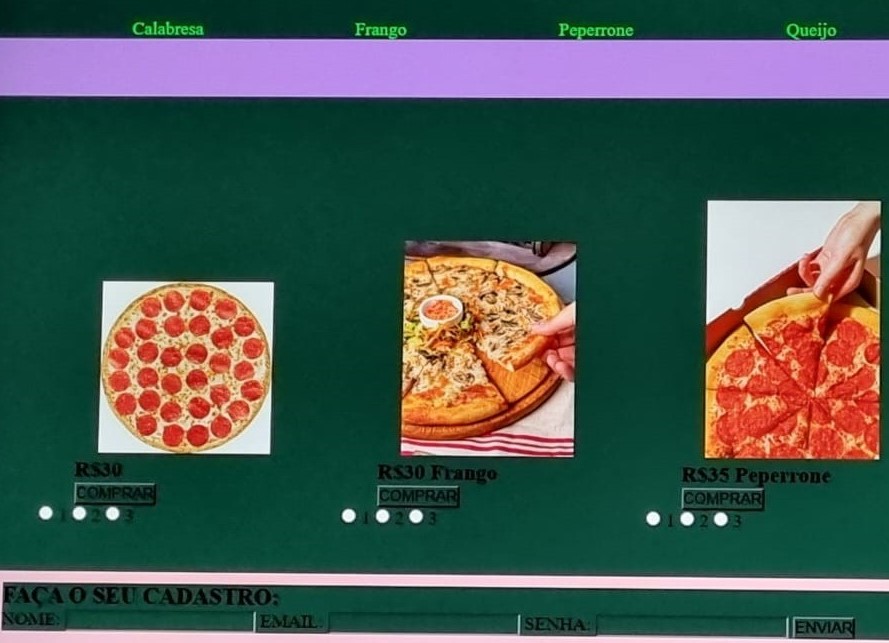 Calabresa Frango Peperrone Queijo
R$30 R$30 Frango R$35 Peperrone
COMPRAR COMPRAR COMPRAR
1 2 3 1 2 3 1 2 3
FAÇA O SEU CADASTRO:
NOME: EMAIL: SENHA: ENVIAR